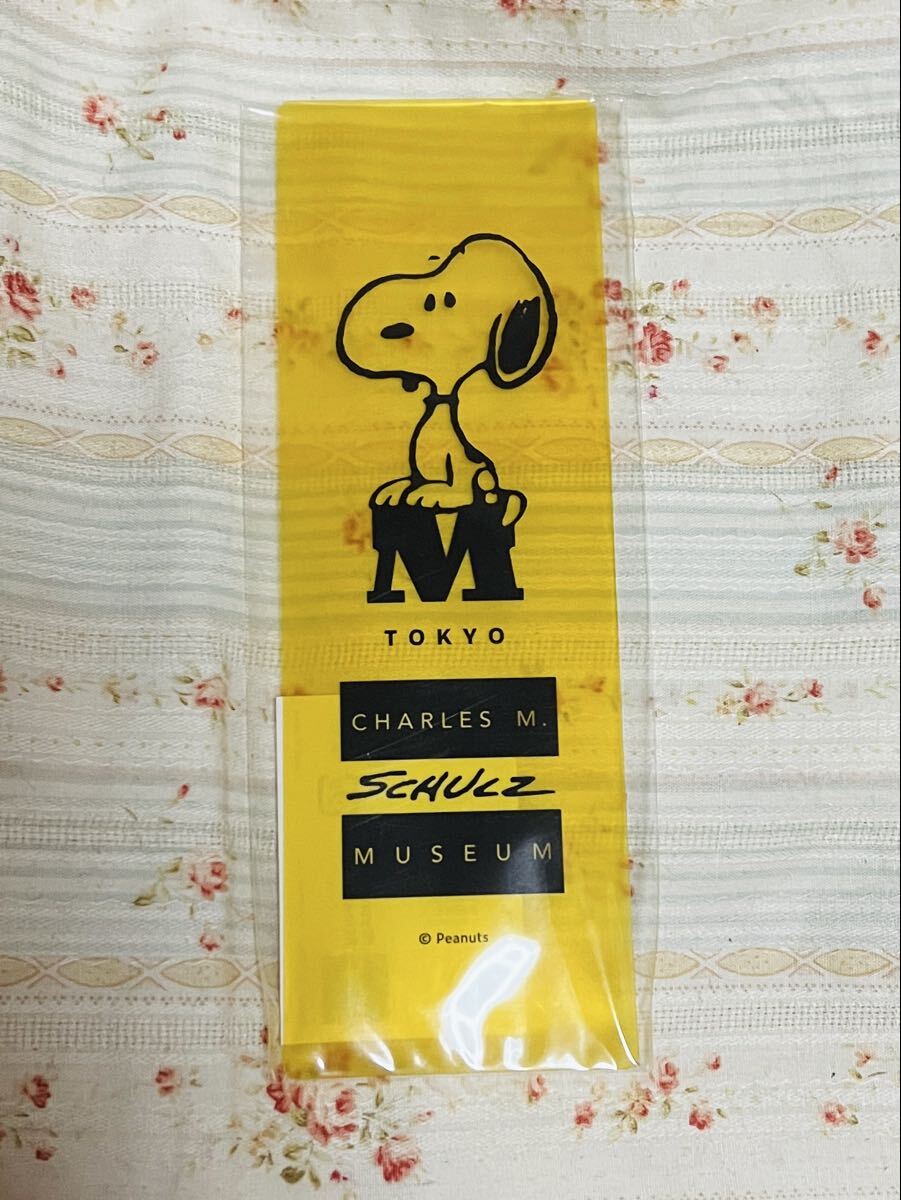 M
TOKYO
CHARLES M.
SCHULZ
MUSEUM
© Peanuts